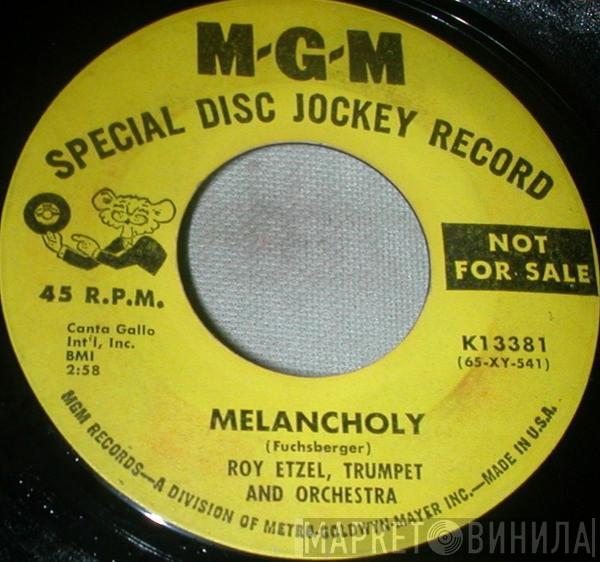 M-G-M
SPECIAL DISC JOCKEY RECORD
NOT
FOR SALE
45 R.P.M.
Canta Gallo
Int'l, Inc.
BMI
2:58
K13381
(65-XY-541)
MELANCHOLY
(Fuchsberger)
ROY ETZEL, TRUMPET
AND ORCHESTRA
MGM RECORDS—A DIVISION OF METRO-GOLDWYN-MAYER INC.—MADE IN U.S.A.
МАРКЕТ ВИНИЛА